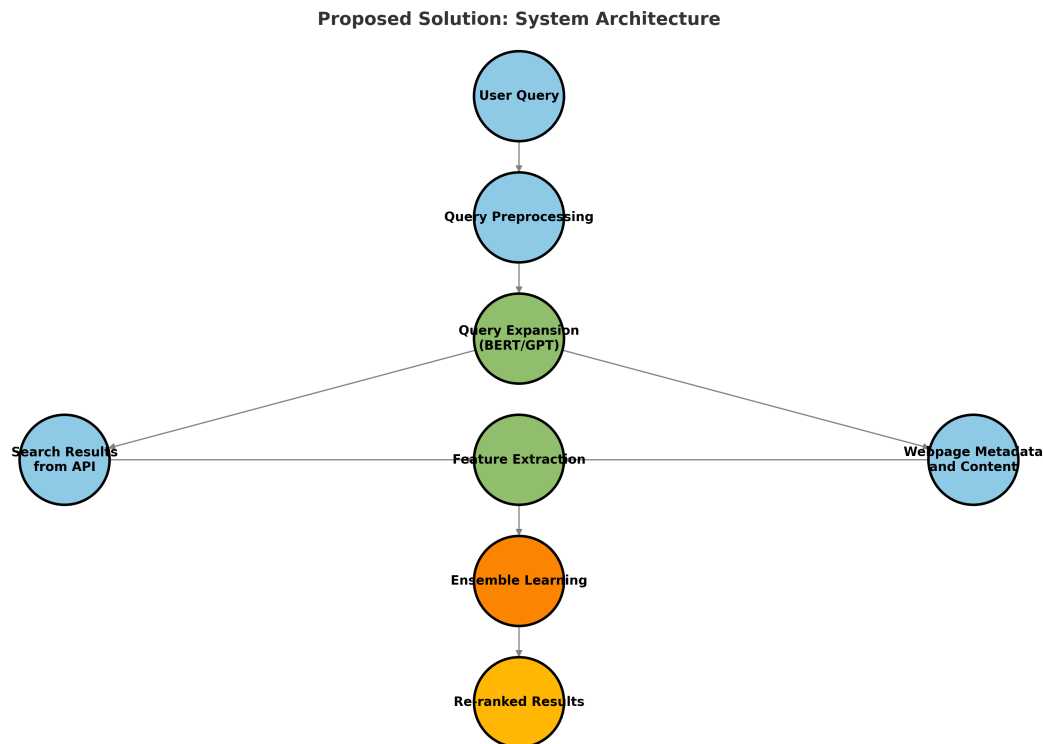 Proposed Solution: System Architecture
User Query
Query Preprocessing
Query Expansion
(BERT/GPT)
Search Results
from API
Feature Extraction
Webpage Metadata
and Content
Ensemble Learning
Re-ranked Results